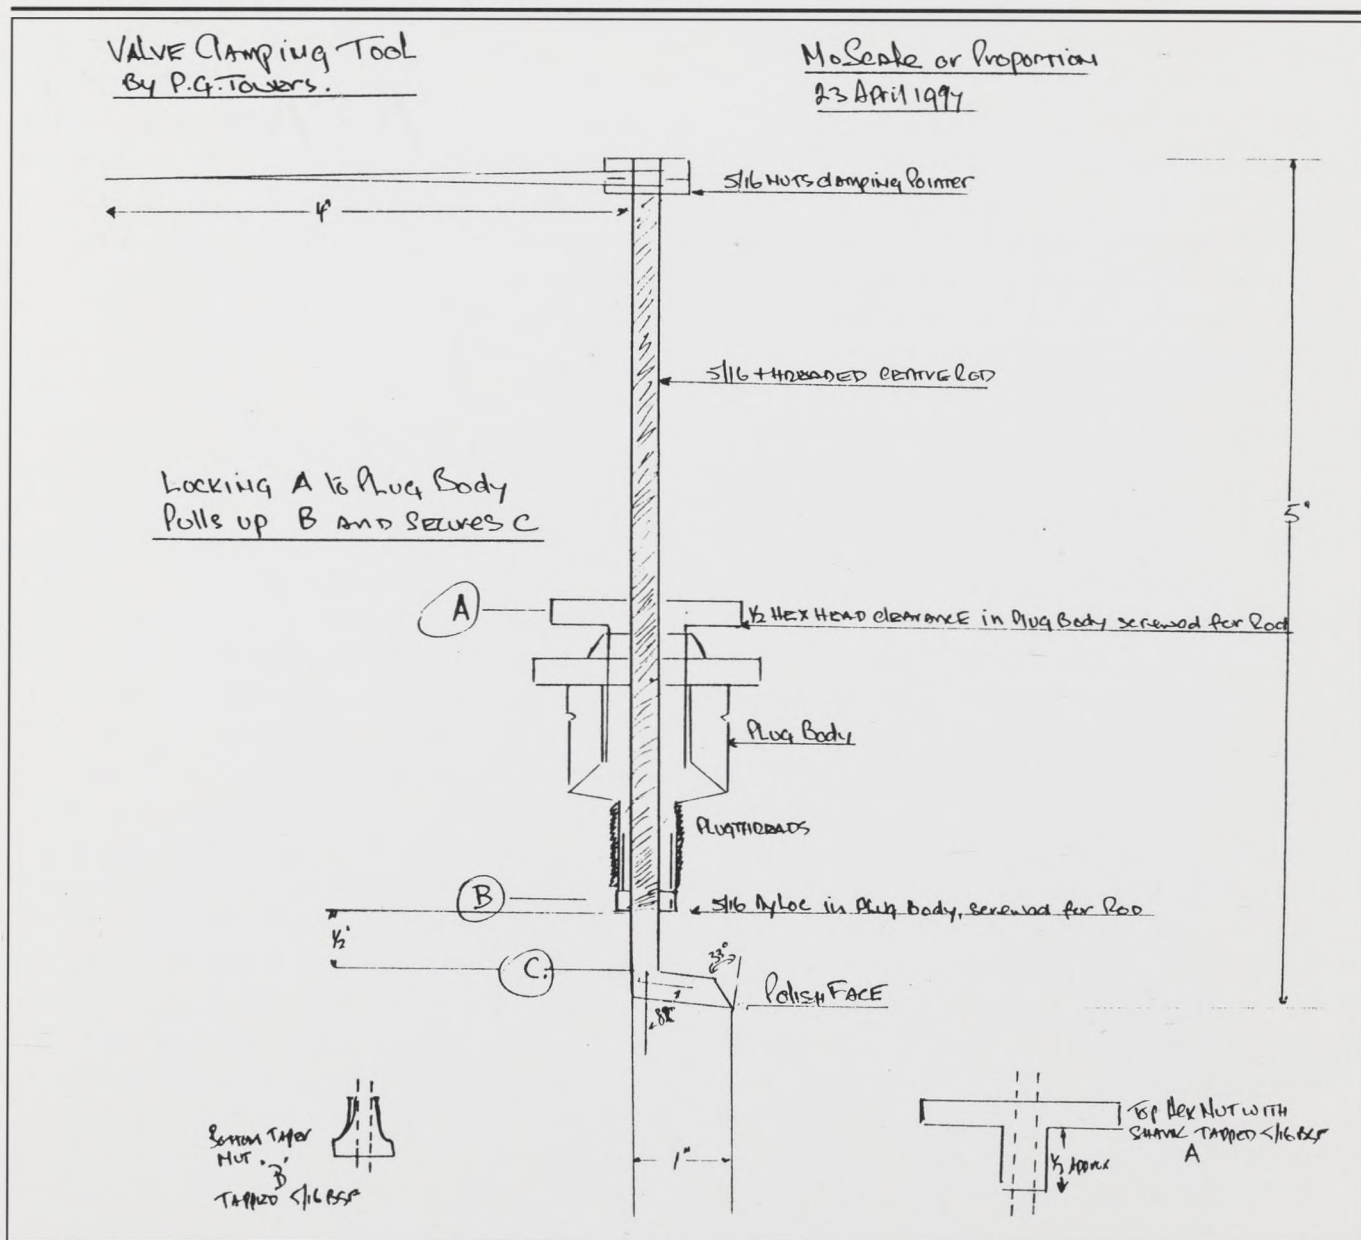 VALVE CLAMPING TOOL
By P.G. TOWERS.
No Scale or Proportion
23 April 1994
5/16 NUTS clamping Pointer
4"
5/16 THREADED CENTRE ROD
5"
LOCKING A to PLUG Body
Pulls up B AND SECURES C
A
1/2 HEX HEAD CLEARANCE in Plug Body screwed for Rod
Plug Body
PLUG THREADS
B
5/16 NyLoc in Plug Body, screwed for ROD
1/2"
C.
33°
POLISH FACE
BOTTOM TAPER
NUT 'B'
TAPPED 5/16 BSF
1"
TOP HEX NUT WITH
SHANK TAPPED 5/16 BSF
A
1/2 APPROX